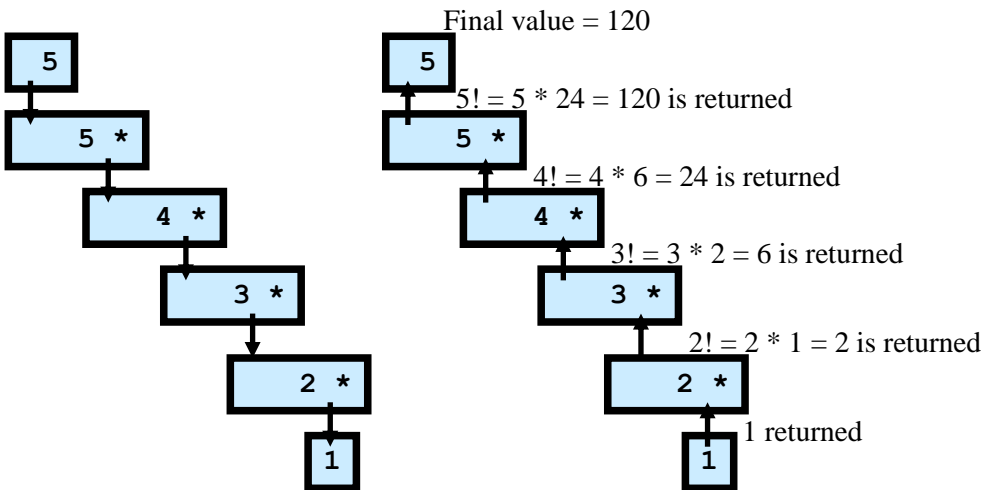 Final value = 120
5
5
5! = 5 * 24 = 120 is returned
5 *
5 *
4! = 4 * 6 = 24 is returned
4 *
4 *
3! = 3 * 2 = 6 is returned
3 *
3 *
2! = 2 * 1 = 2 is returned
2 *
2 *
1 returned
1
1